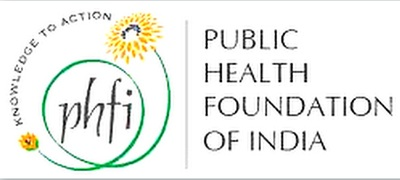 KNOWLEDGE TO ACTION
phfi
PUBLIC
HEALTH
FOUNDATION
OF INDIA